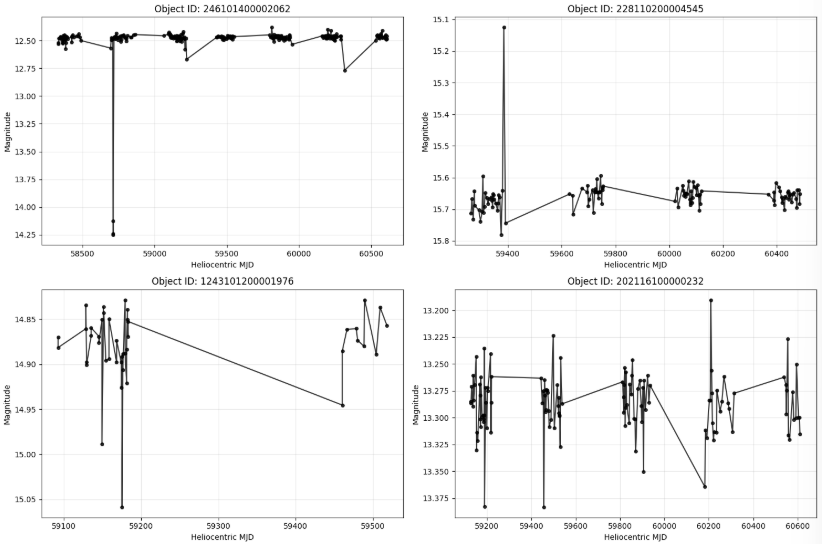 Object ID: 246101400002062
12.50
12.75
13.00
13.25
13.50
13.75
14.00
14.25
Magnitude
58500 59000 59500 60000 60500
Heliocentric MJD
Object ID: 228110200004545
15.1
15.2
15.3
15.4
15.5
15.6
15.7
15.8
Magnitude
59400 59600 59800 60000 60200 60400
Heliocentric MJD
Object ID: 1243101200001976
14.85
14.90
14.95
15.00
15.05
Magnitude
59100 59200 59300 59400 59500
Heliocentric MJD
Object ID: 202116100000232
13.200
13.225
13.250
13.275
13.300
13.325
13.350
13.375
Magnitude
59200 59400 59600 59800 60000 60200 60400 60600
Heliocentric MJD